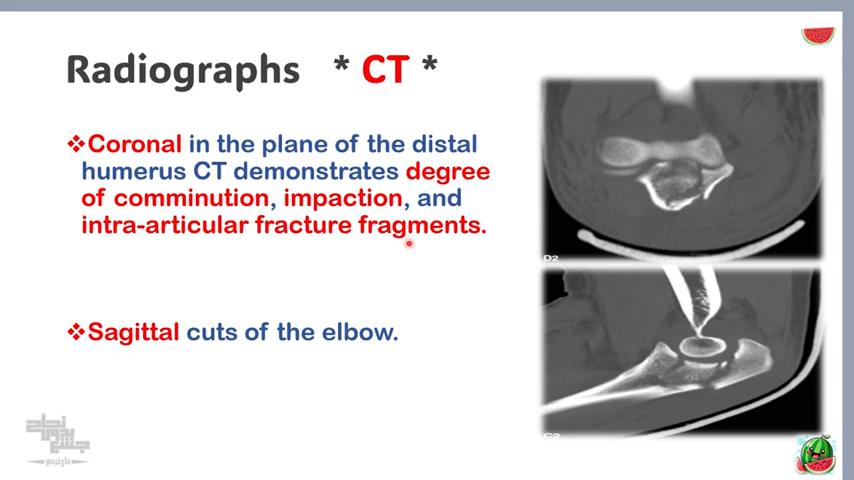 Radiographs * CT *
❖Coronal in the plane of the distal
humerus CT demonstrates degree
of comminution, impaction, and
intra-articular fracture fragments.
❖Sagittal cuts of the elbow.